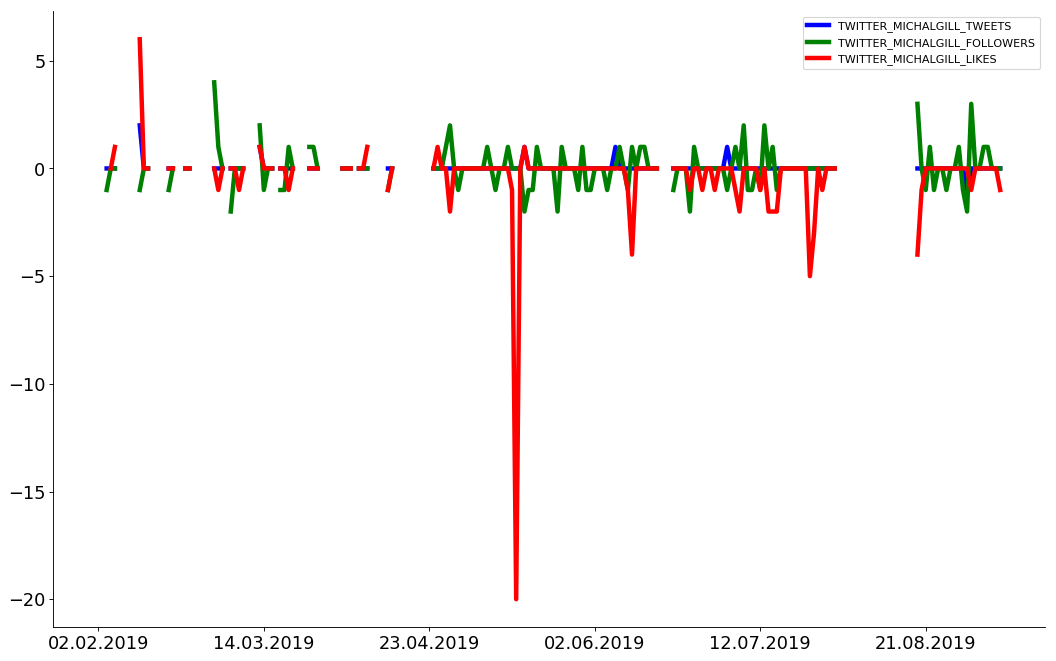 TWITTER_MICHALGILL_TWEETS
TWITTER_MICHALGILL_FOLLOWERS
TWITTER_MICHALGILL_LIKES
5
0
−5
−10
−15
−20
02.02.2019 14.03.2019 23.04.2019 02.06.2019 12.07.2019 21.08.2019